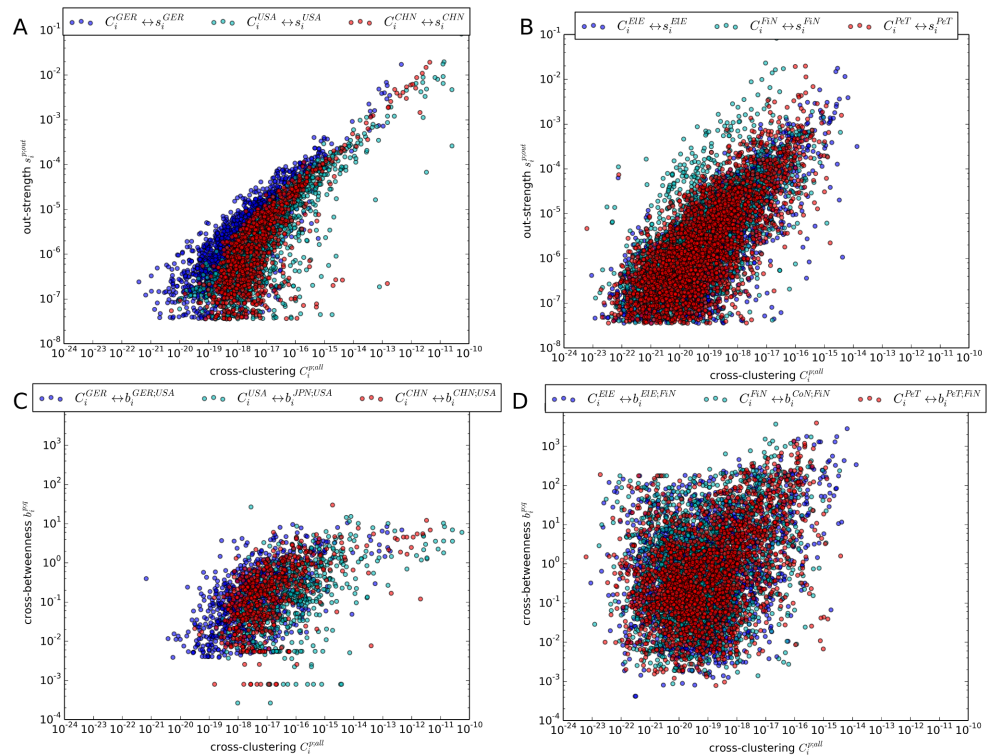 A
C_i^{GER} ↔ s_i^{GER} C_i^{USA} ↔ s_i^{USA} C_i^{CHN} ↔ s_i^{CHN}
10^{-1}
10^{-2}
10^{-3}
10^{-4}
10^{-5}
10^{-6}
10^{-7}
10^{-8}
out-strength s_i^{p;out}
10^{-24} 10^{-23} 10^{-22} 10^{-21} 10^{-20} 10^{-19} 10^{-18} 10^{-17} 10^{-16} 10^{-15} 10^{-14} 10^{-13} 10^{-12} 10^{-11} 10^{-10}
cross-clustering C_i^{p;all}
B
C_i^{ElE} ↔ s_i^{ElE} C_i^{FiN} ↔ s_i^{FiN} C_i^{PeT} ↔ s_i^{PeT}
10^{-1}
10^{-2}
10^{-3}
10^{-4}
10^{-5}
10^{-6}
10^{-7}
10^{-8}
out-strength s_i^{p;out}
10^{-24} 10^{-23} 10^{-22} 10^{-21} 10^{-20} 10^{-19} 10^{-18} 10^{-17} 10^{-16} 10^{-15} 10^{-14} 10^{-13} 10^{-12} 10^{-11} 10^{-10}
cross-clustering C_i^{p;all}
C
C_i^{GER} ↔ b_i^{GER;USA} C_i^{USA} ↔ b_i^{JPN;USA} C_i^{CHN} ↔ b_i^{CHN;USA}
10^{3}
10^{2}
10^{1}
10^{0}
10^{-1}
10^{-2}
10^{-3}
10^{-4}
cross-betweenness b_i^{pq}
10^{-24} 10^{-23} 10^{-22} 10^{-21} 10^{-20} 10^{-19} 10^{-18} 10^{-17} 10^{-16} 10^{-15} 10^{-14} 10^{-13} 10^{-12} 10^{-11} 10^{-10}
cross-clustering C_i^{p;all}
D
C_i^{ElE} ↔ b_i^{ElE;FiN} C_i^{FiN} ↔ b_i^{CoN;FiN} C_i^{PeT} ↔ b_i^{PeT;FiN}
10^{3}
10^{2}
10^{1}
10^{0}
10^{-1}
10^{-2}
10^{-3}
10^{-4}
cross-betweenness b_i^{pq}
10^{-24} 10^{-23} 10^{-22} 10^{-21} 10^{-20} 10^{-19} 10^{-18} 10^{-17} 10^{-16} 10^{-15} 10^{-14} 10^{-13} 10^{-12} 10^{-11} 10^{-10}
cross-clustering C_i^{p;all}